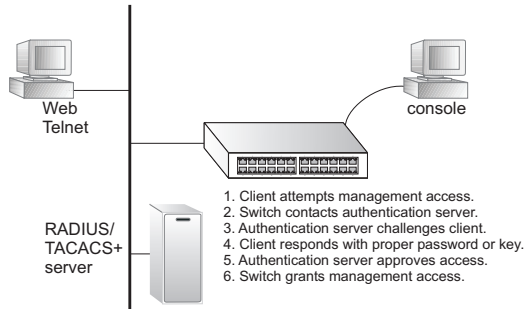 Web
Telnet
console
RADIUS/
TACACS+
server
1. Client attempts management access.
2. Switch contacts authentication server.
3. Authentication server challenges client.
4. Client responds with proper password or key.
5. Authentication server approves access.
6. Switch grants management access.